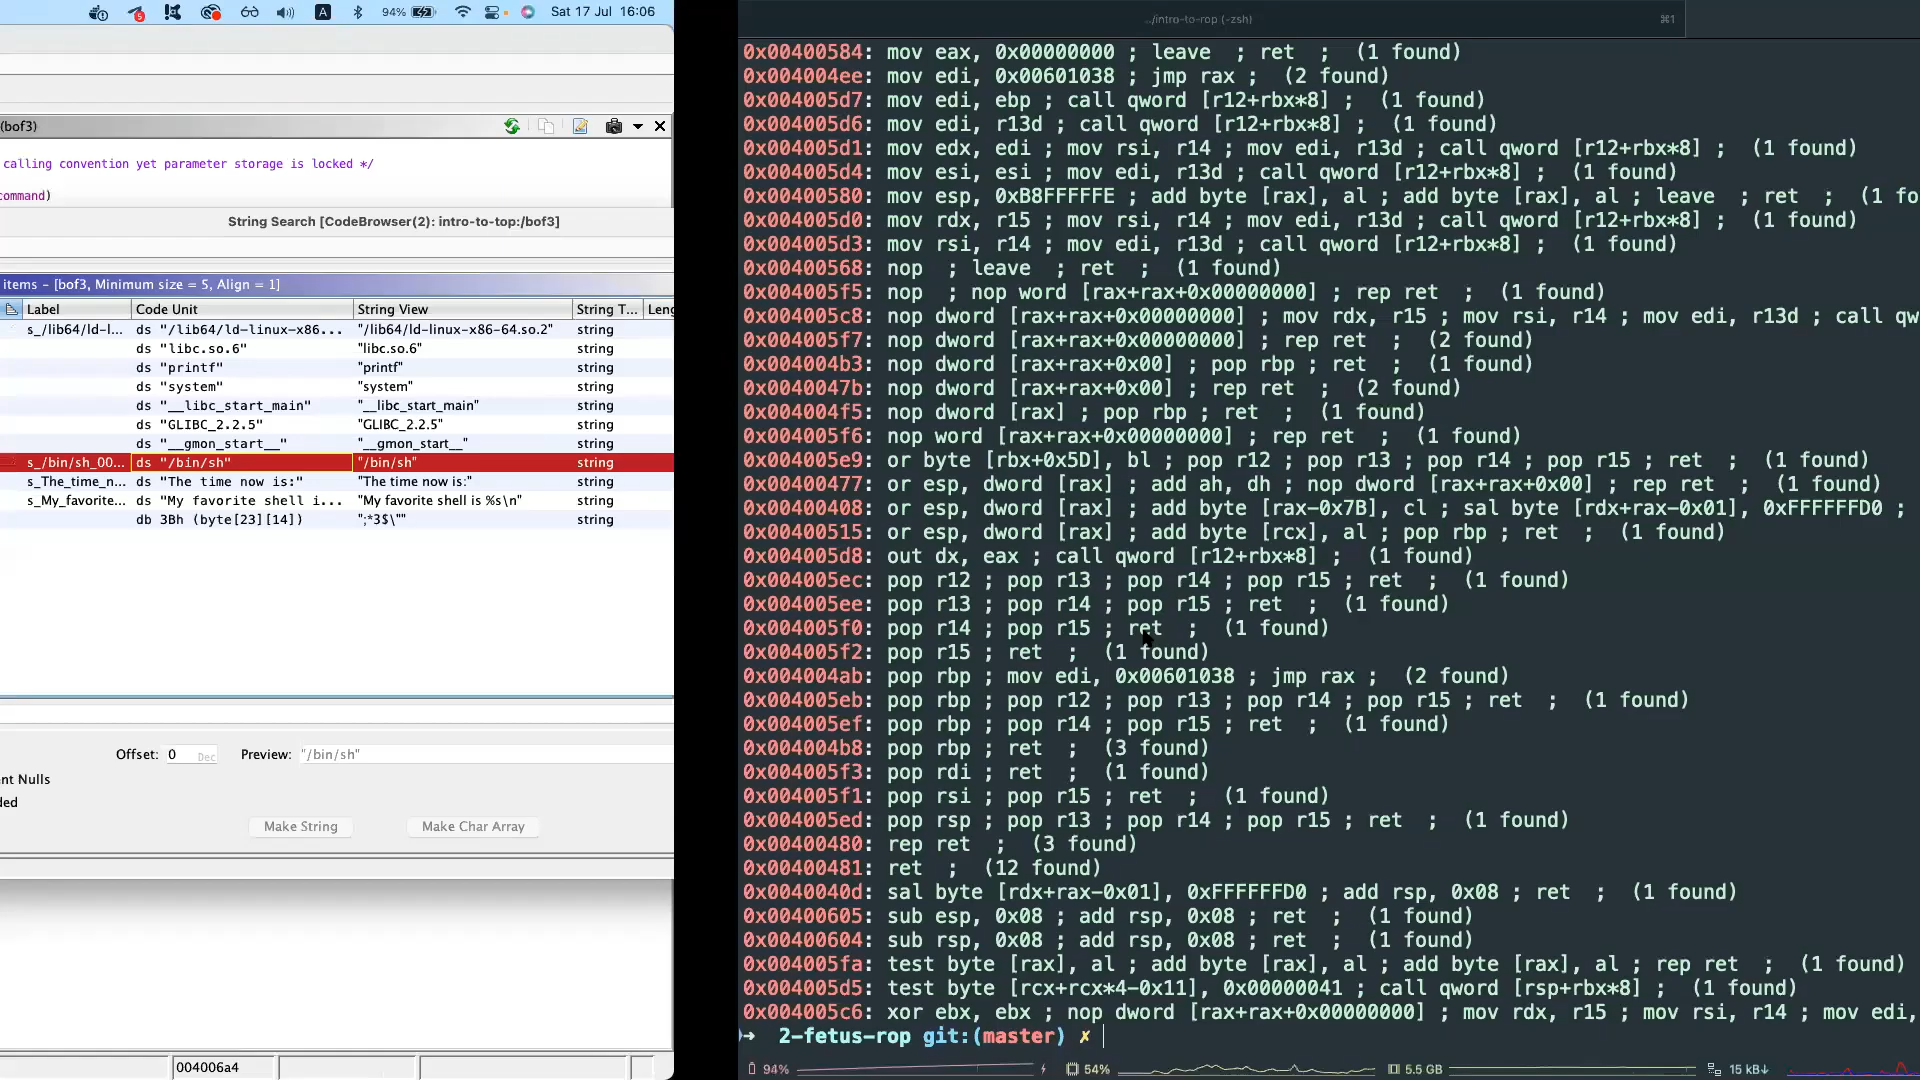 A
94%
Sat 17 Jul 16:06
(bof3)
calling convention yet parameter storage is locked */
command)
String Search [CodeBrowser(2): intro-to-top:/bof3]
items - [bof3, Minimum size = 5, Align = 1]
Label Code Unit String View String T... Leng
s_/lib64/ld-l... ds "/lib64/ld-linux-x86... "/lib64/ld-linux-x86-64.so.2" string
ds "libc.so.6" "libc.so.6" string
ds "printf" "printf" string
ds "system" "system" string
ds "__libc_start_main" "__libc_start_main" string
ds "GLIBC_2.2.5" "GLIBC_2.2.5" string
ds "__gmon_start__" "__gmon_start__" string
s_/bin/sh_00... ds "/bin/sh" "/bin/sh" string
s_The_time_n... ds "The time now is:" "The time now is:" string
s_My_favorite... ds "My favorite shell i... "My favorite shell is %s\n" string
db 3Bh (byte[23][14]) ";*3$\"" string
Offset: 0 Dec Preview: "/bin/sh"
nt Nulls
ded
Make String Make Char Array
004006a4
../intro-to-rop (-zsh) ⌘1
0x00400584: mov eax, 0x00000000 ; leave  ; ret  ;  (1 found)
0x004004ee: mov edi, 0x00601038 ; jmp rax ;  (2 found)
0x004005d7: mov edi, ebp ; call qword [r12+rbx*8] ;  (1 found)
0x004005d6: mov edi, r13d ; call qword [r12+rbx*8] ;  (1 found)
0x004005d1: mov edx, edi ; mov rsi, r14 ; mov edi, r13d ; call qword [r12+rbx*8] ;  (1 found)
0x004005d4: mov esi, esi ; mov edi, r13d ; call qword [r12+rbx*8] ;  (1 found)
0x00400580: mov esp, 0xB8FFFFFE ; add byte [rax], al ; add byte [rax], al ; leave  ; ret  ;  (1 fo
0x004005d0: mov rdx, r15 ; mov rsi, r14 ; mov edi, r13d ; call qword [r12+rbx*8] ;  (1 found)
0x004005d3: mov rsi, r14 ; mov edi, r13d ; call qword [r12+rbx*8] ;  (1 found)
0x00400568: nop  ; leave  ; ret  ;  (1 found)
0x004005f5: nop  ; nop word [rax+rax+0x00000000] ; rep ret  ;  (1 found)
0x004005c8: nop dword [rax+rax+0x00000000] ; mov rdx, r15 ; mov rsi, r14 ; mov edi, r13d ; call qw
0x004005f7: nop dword [rax+rax+0x00000000] ; rep ret  ;  (2 found)
0x004004b3: nop dword [rax+rax+0x00] ; pop rbp ; ret  ;  (1 found)
0x0040047b: nop dword [rax+rax+0x00] ; rep ret  ;  (2 found)
0x004004f5: nop dword [rax] ; pop rbp ; ret  ;  (1 found)
0x004005f6: nop word [rax+rax+0x00000000] ; rep ret  ;  (1 found)
0x004005e9: or byte [rbx+0x5D], bl ; pop r12 ; pop r13 ; pop r14 ; pop r15 ; ret  ;  (1 found)
0x00400477: or esp, dword [rax] ; add ah, dh ; nop dword [rax+rax+0x00] ; rep ret  ;  (1 found)
0x00400408: or esp, dword [rax] ; add byte [rax-0x7B], cl ; sal byte [rdx+rax-0x01], 0xFFFFFFD0 ;
0x00400515: or esp, dword [rax] ; add byte [rcx], al ; pop rbp ; ret  ;  (1 found)
0x004005d8: out dx, eax ; call qword [r12+rbx*8] ;  (1 found)
0x004005ec: pop r12 ; pop r13 ; pop r14 ; pop r15 ; ret  ;  (1 found)
0x004005ee: pop r13 ; pop r14 ; pop r15 ; ret  ;  (1 found)
0x004005f0: pop r14 ; pop r15 ; ret  ;  (1 found)
0x004005f2: pop r15 ; ret  ;  (1 found)
0x004004ab: pop rbp ; mov edi, 0x00601038 ; jmp rax ;  (2 found)
0x004005eb: pop rbp ; pop r12 ; pop r13 ; pop r14 ; pop r15 ; ret  ;  (1 found)
0x004005ef: pop rbp ; pop r14 ; pop r15 ; ret  ;  (1 found)
0x004004b8: pop rbp ; ret  ;  (3 found)
0x004005f3: pop rdi ; ret  ;  (1 found)
0x004005f1: pop rsi ; pop r15 ; ret  ;  (1 found)
0x004005ed: pop rsp ; pop r13 ; pop r14 ; pop r15 ; ret  ;  (1 found)
0x00400480: rep ret  ;  (3 found)
0x00400481: ret  ;  (12 found)
0x0040040d: sal byte [rdx+rax-0x01], 0xFFFFFFD0 ; add rsp, 0x08 ; ret  ;  (1 found)
0x00400605: sub esp, 0x08 ; add rsp, 0x08 ; ret  ;  (1 found)
0x00400604: sub rsp, 0x08 ; add rsp, 0x08 ; ret  ;  (1 found)
0x004005fa: test byte [rax], al ; add byte [rax], al ; add byte [rax], al ; rep ret  ;  (1 found)
0x004005d5: test byte [rcx+rcx*4-0x11], 0x00000041 ; call qword [rsp+rbx*8] ;  (1 found)
0x004005c6: xor ebx, ebx ; nop dword [rax+rax+0x00000000] ; mov rdx, r15 ; mov rsi, r14 ; mov edi,
➜ 2-fetus-rop git:(master) ✗
94% 54% 5.5 GB 15 kB↓